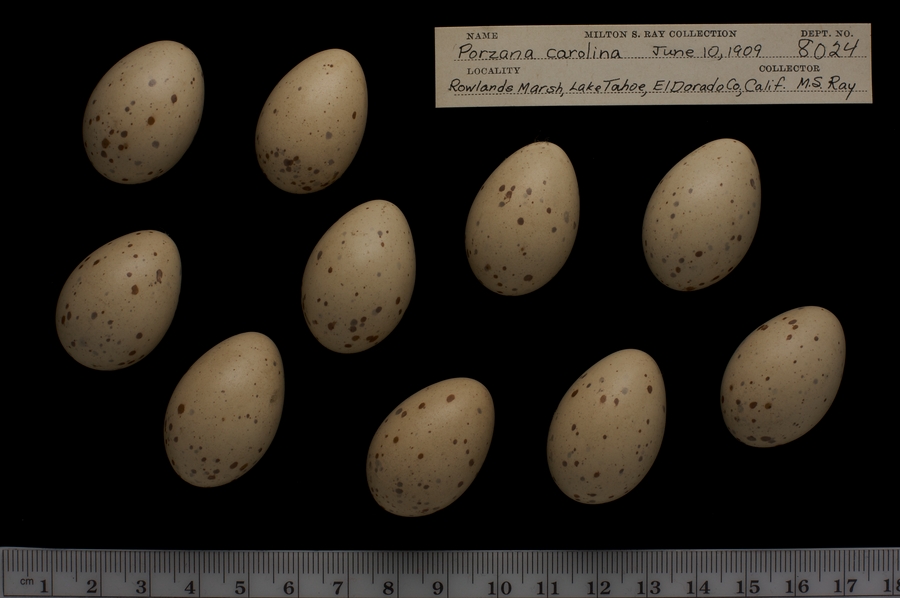 NAME MILTON S. RAY COLLECTION DEPT. NO.
Porzana carolina June 10, 1909 8024
LOCALITY COLLECTOR
Rowlands Marsh, Lake Tahoe, El Dorado Co, Calif. M.S. Ray
cm 1 2 3 4 5 6 7 8 9 10 11 12 13 14 15 16 17 18